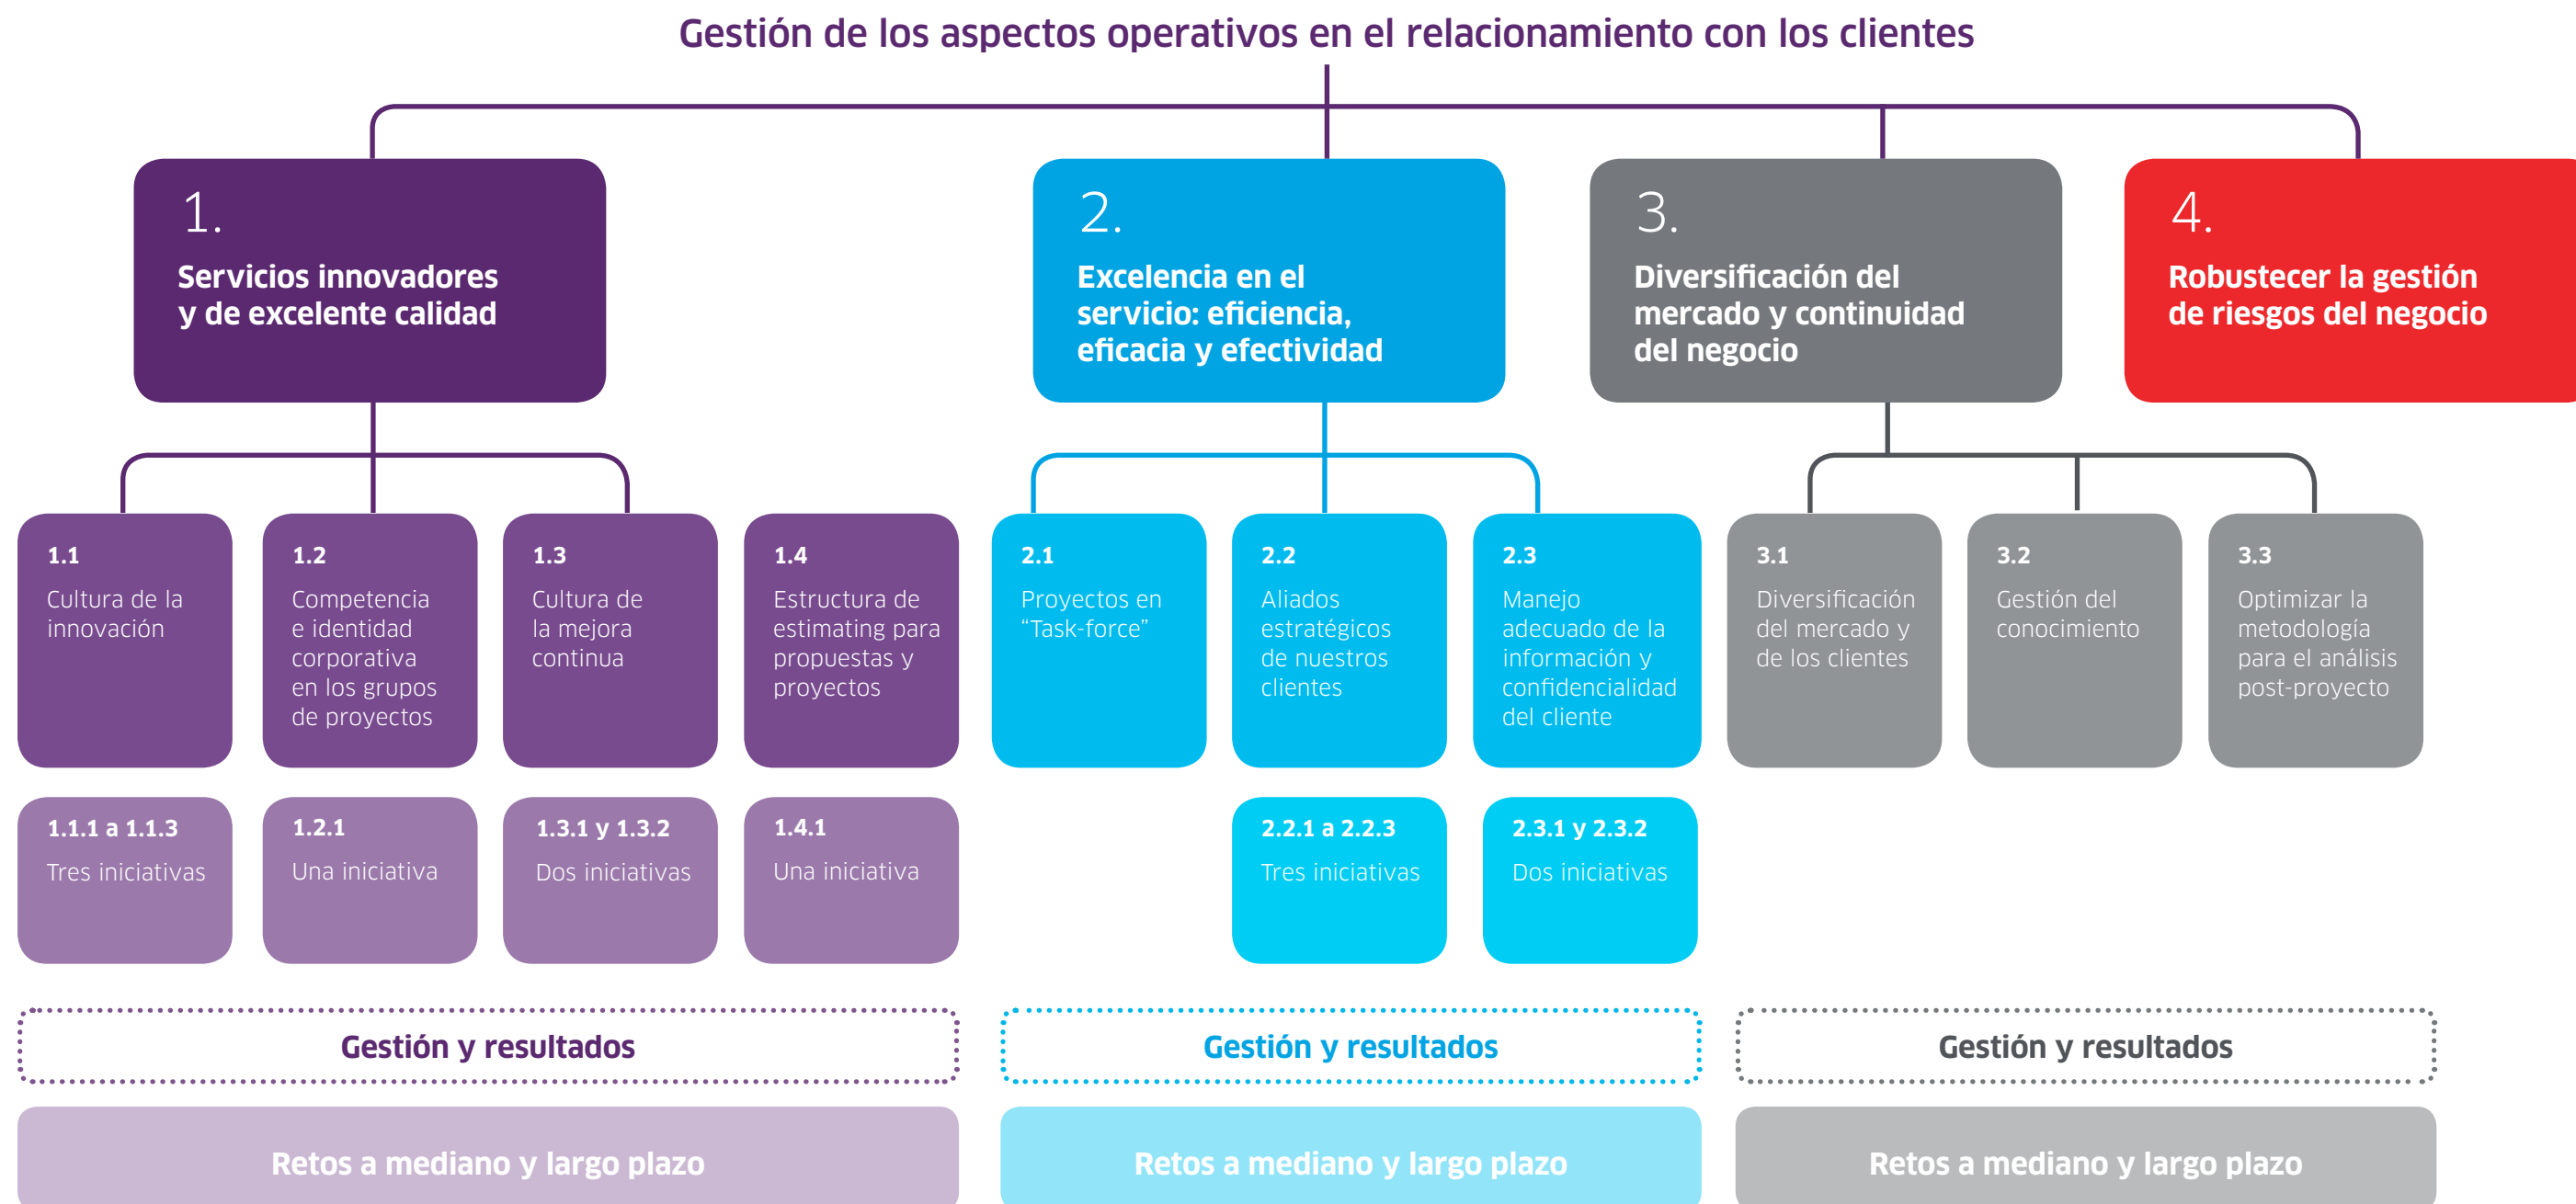 Gestión de los aspectos operativos en el relacionamiento con los clientes
1.
Servicios innovadores
y de excelente calidad
2.
Excelencia en el
servicio: eficiencia,
eficacia y efectividad
3.
Diversificación del
mercado y continuidad
del negocio
4.
Robustecer la gestión
de riesgos del negocio
1.1
Cultura de la
innovación
1.2
Competencia
e identidad
corporativa
en los grupos
de proyectos
1.3
Cultura de
la mejora
continua
1.4
Estructura de
estimating para
propuestas y
proyectos
2.1
Proyectos en
“Task-force”
2.2
Aliados
estratégicos
de nuestros
clientes
2.3
Manejo
adecuado de la
información y
confidencialidad
del cliente
3.1
Diversificación
del mercado y
de los clientes
3.2
Gestión del
conocimiento
3.3
Optimizar la
metodología
para el análisis
post-proyecto
1.1.1 a 1.1.3
Tres iniciativas
1.2.1
Una iniciativa
1.3.1 y 1.3.2
Dos iniciativas
1.4.1
Una iniciativa
2.2.1 a 2.2.3
Tres iniciativas
2.3.1 y 2.3.2
Dos iniciativas
Gestión y resultados
Gestión y resultados
Gestión y resultados
Retos a mediano y largo plazo
Retos a mediano y largo plazo
Retos a mediano y largo plazo